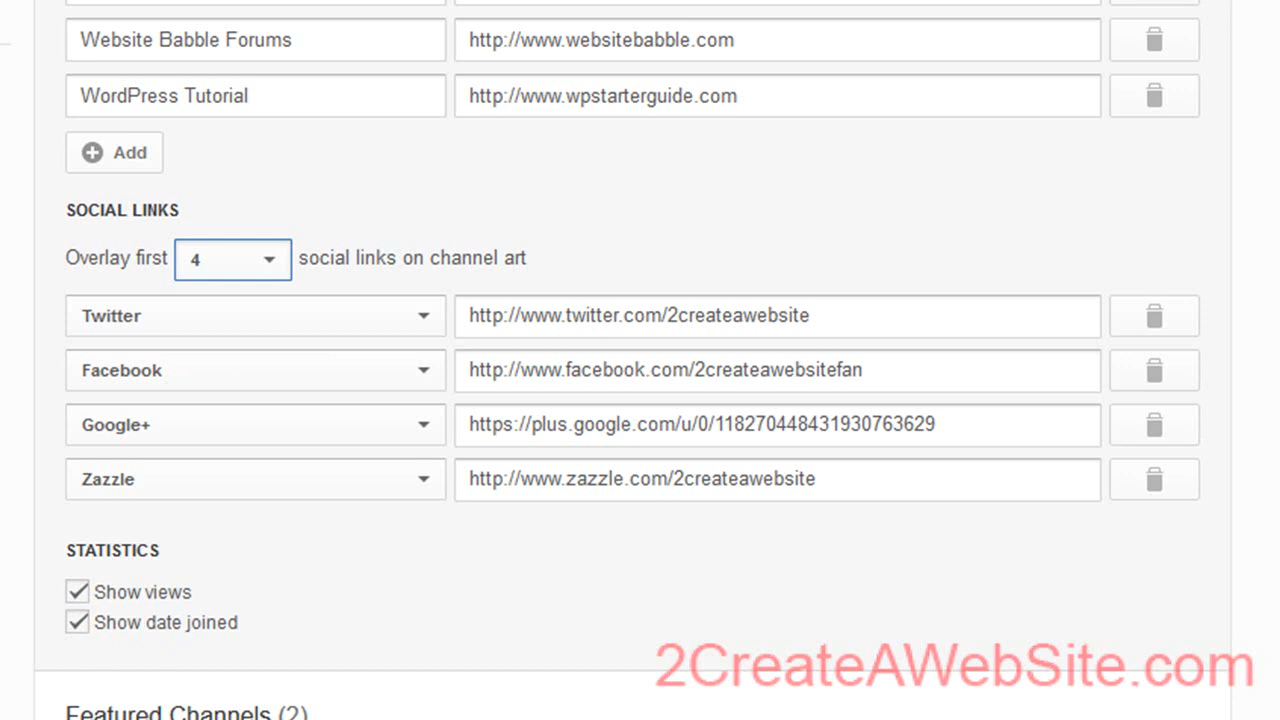 Website Babble Forums http://www.websitebabble.com
WordPress Tutorial http://www.wpstarterguide.com
Add
SOCIAL LINKS
Overlay first 4 social links on channel art
Twitter http://www.twitter.com/2createawebsite
Facebook http://www.facebook.com/2createawebsitefan
Google+ https://plus.google.com/u/0/118270448431930763629
Zazzle http://www.zazzle.com/2createawebsite
STATISTICS
Show views
Show date joined
2CreateAWebSite.com
Featured Channels (2)